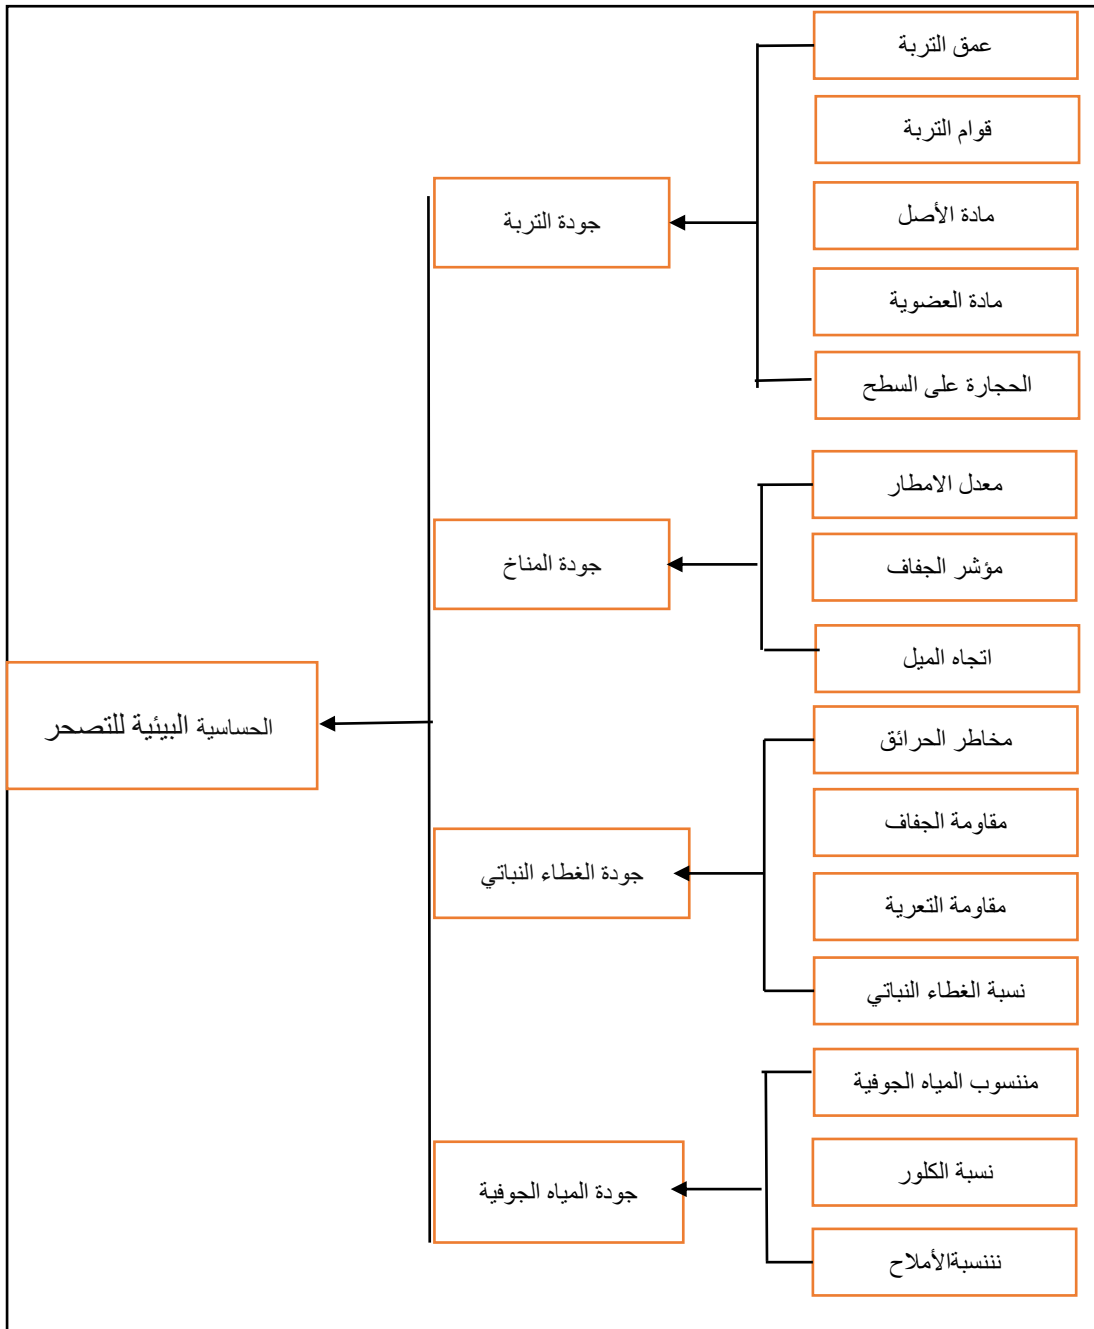 عمق التربة
قوام التربة
مادة الأصل
مادة العضوية
الحجارة على السطح
جودة التربة
معدل الامطار
مؤشر الجفاف
اتجاه الميل
جودة المناخ
مخاطر الحرائق
مقاومة الجفاف
مقاومة التعرية
نسبة الغطاء النباتي
جودة الغطاء النباتي
مننسوب المياه الجوفية
نسبة الكلور
نننسبةالأملاح
جودة المياه الجوفية
الحساسية البيئية للتصحر